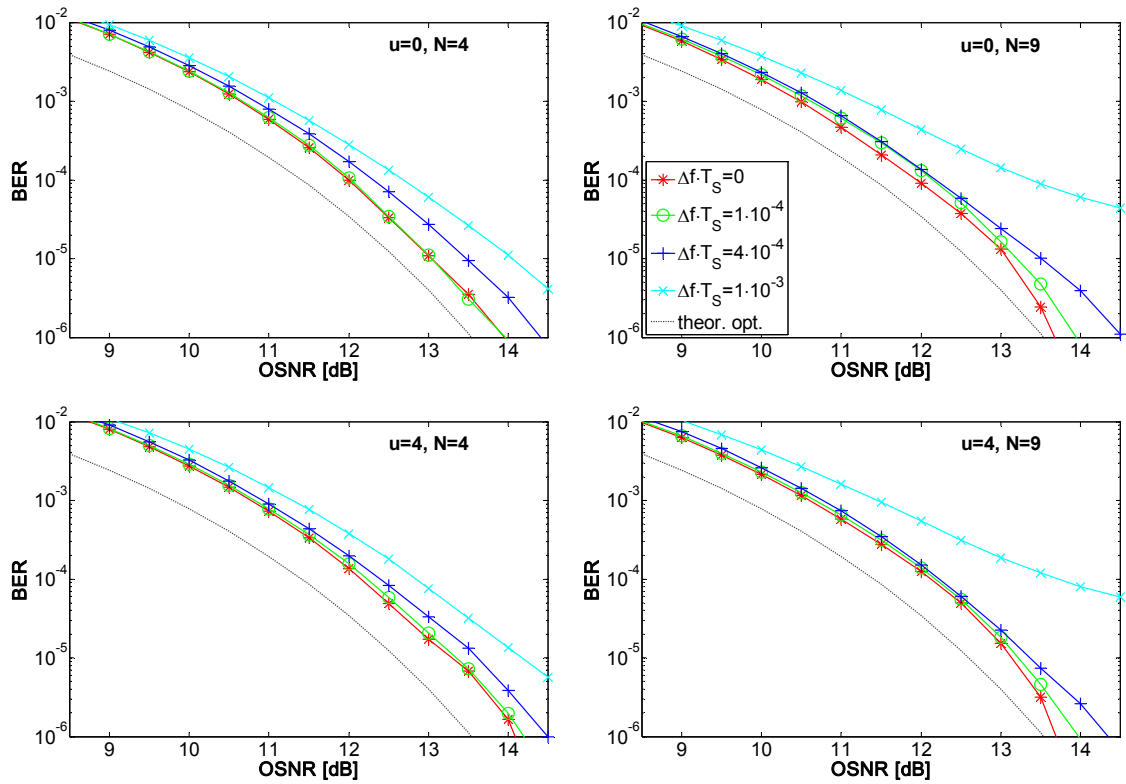 u=0, N=4
BER
10^-2
10^-3
10^-4
10^-5
10^-6
9 10 11 12 13 14
OSNR [dB]
u=0, N=9
BER
10^-2
10^-3
10^-4
10^-5
10^-6
Δf·T_S=0
Δf·T_S=1·10^-4
Δf·T_S=4·10^-4
Δf·T_S=1·10^-3
theor. opt.
9 10 11 12 13 14
OSNR [dB]
u=4, N=4
BER
10^-2
10^-3
10^-4
10^-5
10^-6
9 10 11 12 13 14
OSNR [dB]
u=4, N=9
BER
10^-2
10^-3
10^-4
10^-5
10^-6
9 10 11 12 13 14
OSNR [dB]